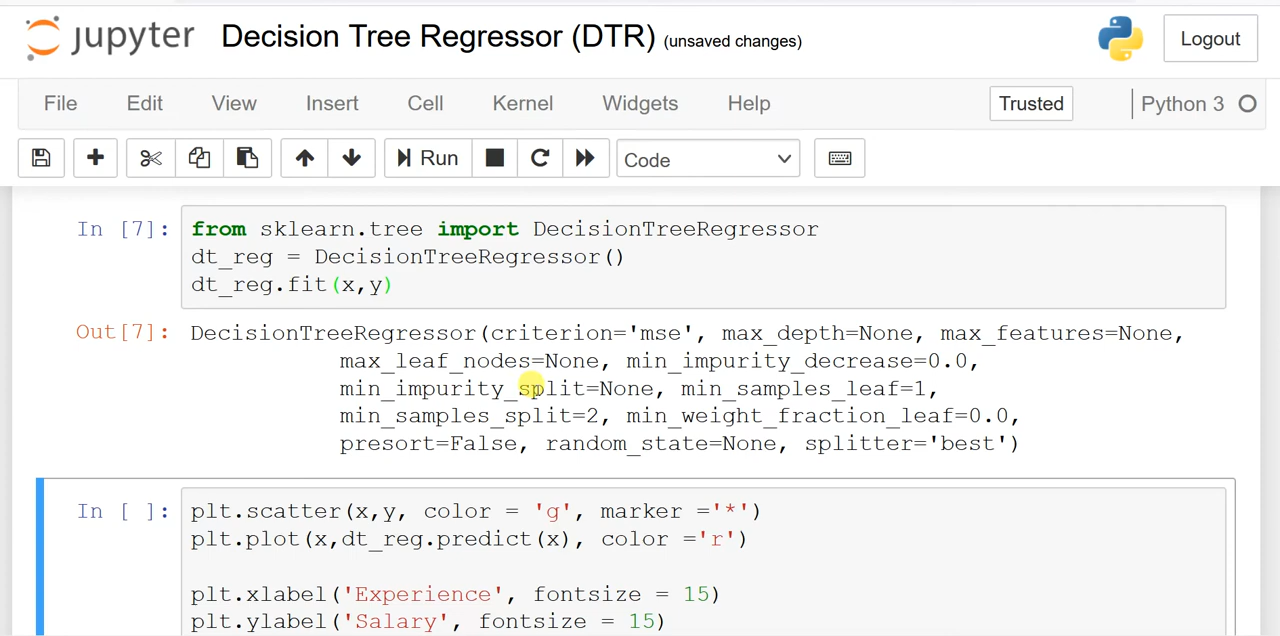 jupyter Decision Tree Regressor (DTR) (unsaved changes) Logout
File Edit View Insert Cell Kernel Widgets Help Trusted Python 3
Run Code
In [7]: from sklearn.tree import DecisionTreeRegressor
dt_reg = DecisionTreeRegressor()
dt_reg.fit(x,y)
Out[7]: DecisionTreeRegressor(criterion='mse', max_depth=None, max_features=None,
max_leaf_nodes=None, min_impurity_decrease=0.0,
min_impurity_split=None, min_samples_leaf=1,
min_samples_split=2, min_weight_fraction_leaf=0.0,
presort=False, random_state=None, splitter='best')
In [ ]: plt.scatter(x,y, color = 'g', marker ='*')
plt.plot(x,dt_reg.predict(x), color ='r')
plt.xlabel('Experience', fontsize = 15)
plt.ylabel('Salary', fontsize = 15)